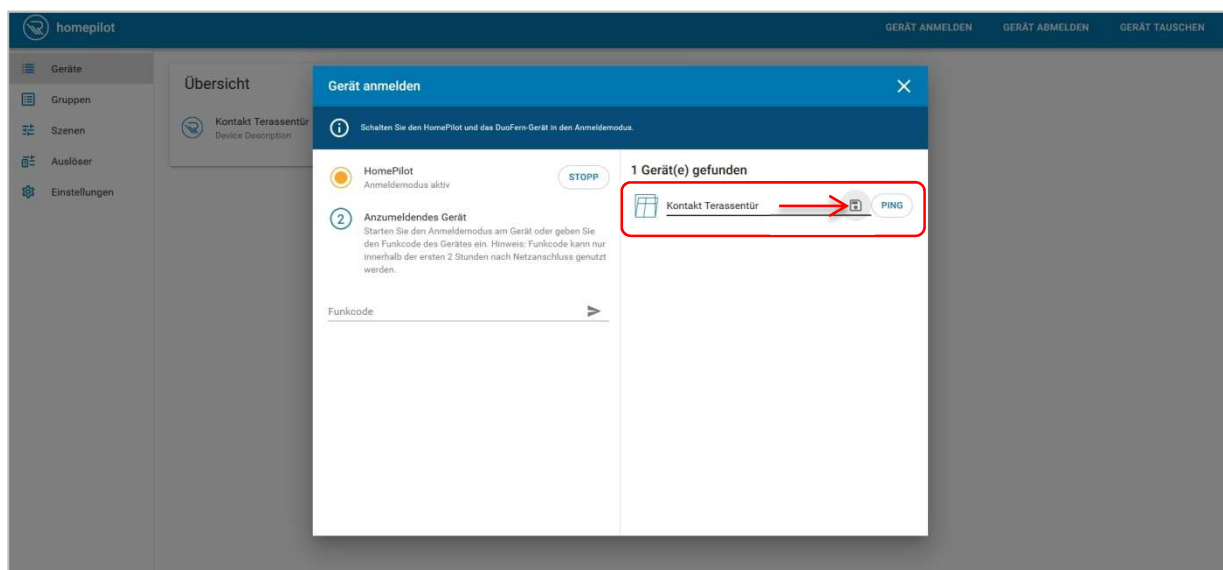 homepilot
GERÄT ANMELDEN
GERÄT ABMELDEN
GERÄT TAUSCHEN
Geräte
Gruppen
Szenen
Auslöser
Einstellungen
Übersicht
Kontakt Terassentür
Device Description
Gerät anmelden
Schalten Sie den HomePilot und das DuoFern-Gerät in den Anmeldemodus.
HomePilot
Anmeldemodus aktiv
STOPP
2
Anzumeldendes Gerät
Starten Sie den Anmeldemodus am Gerät oder geben Sie
den Funkcode des Gerätes ein. Hinweis: Funkcode kann nur
innerhalb der ersten 2 Stunden nach Netzanschluss genutzt
werden.
Funkcode
1 Gerät(e) gefunden
Kontakt Terassentür
PING